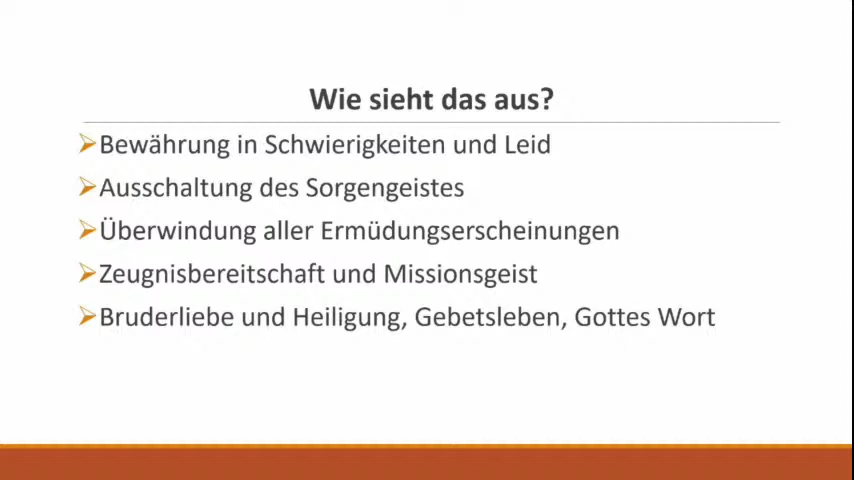 Wie sieht das aus?
Bewährung in Schwierigkeiten und Leid
Ausschaltung des Sorgengeistes
Überwindung aller Ermüdungserscheinungen
Zeugnisbereitschaft und Missionsgeist
Bruderliebe und Heiligung, Gebetsleben, Gottes Wort